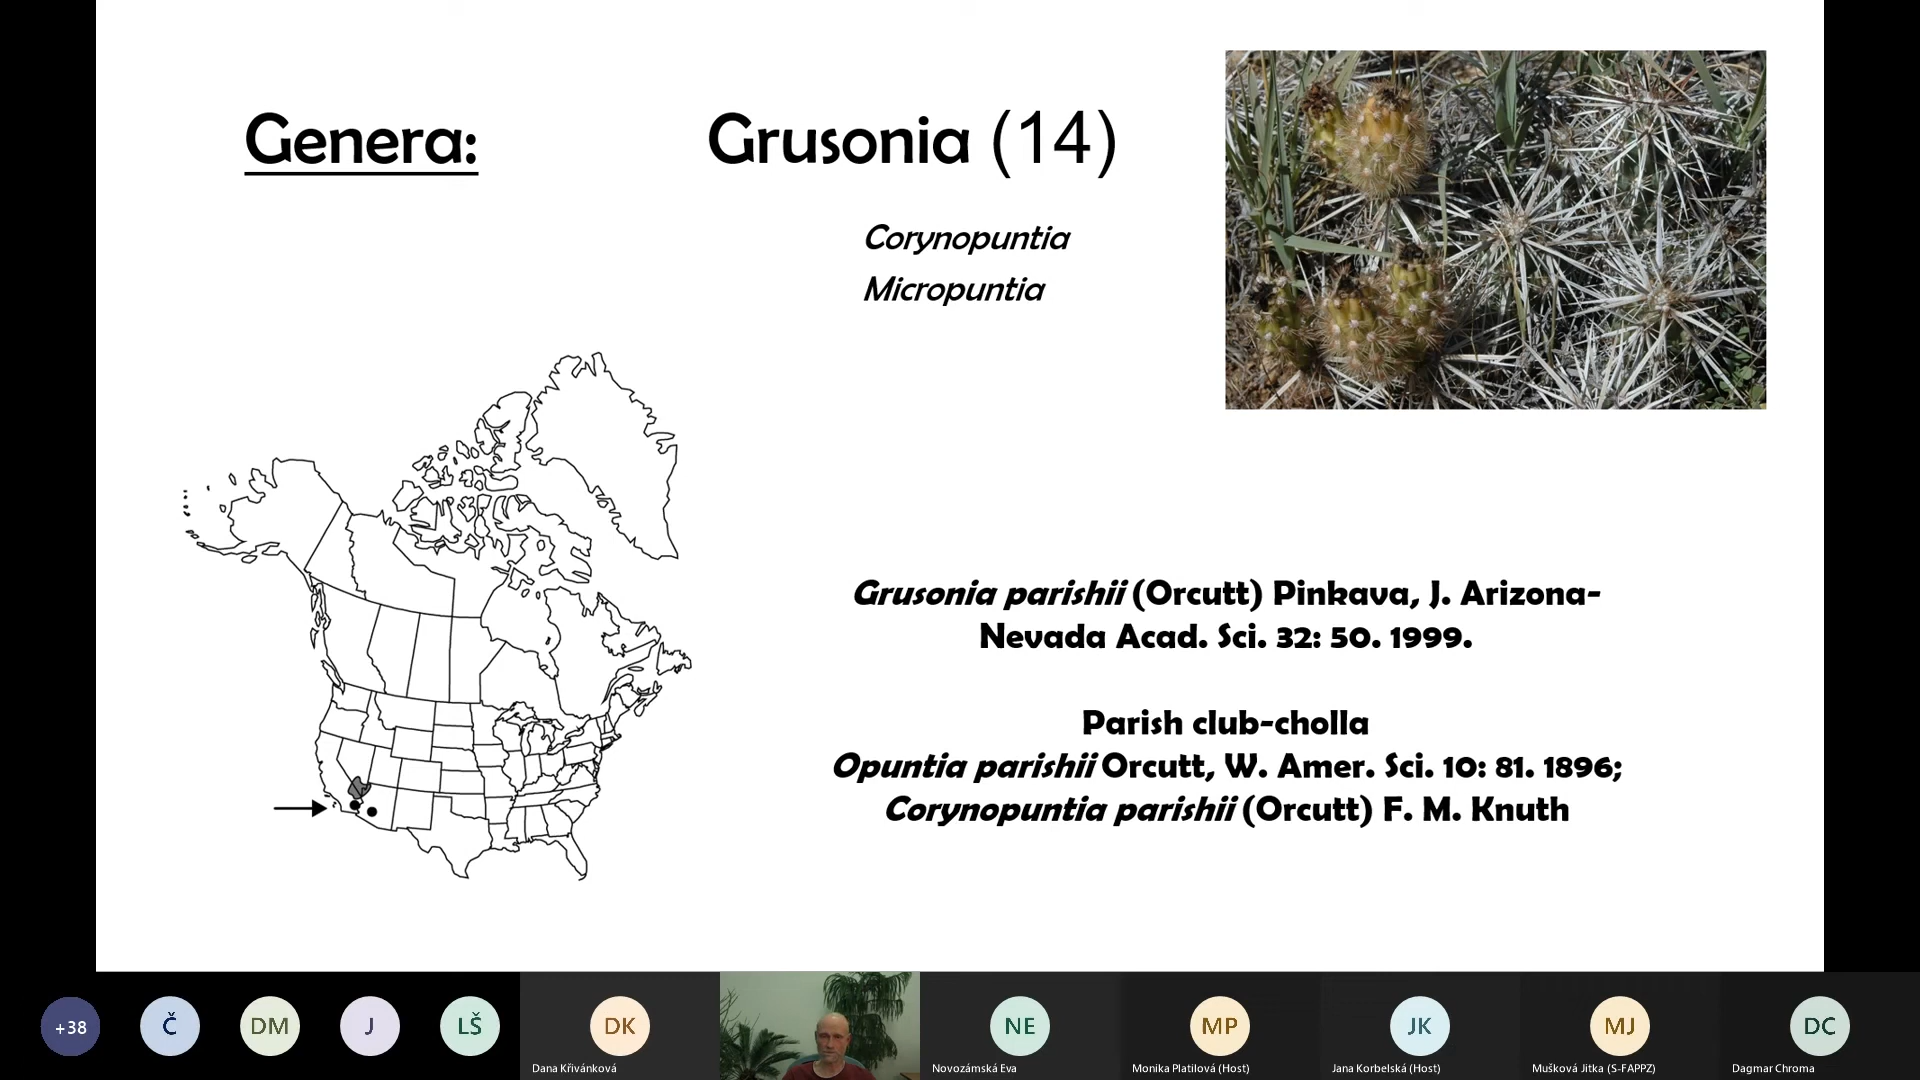 Genera:
Grusonia (14)
Corynopuntia
Micropuntia
Grusonia parishii (Orcutt) Pinkava, J. Arizona-
Nevada Acad. Sci. 32: 50. 1999.
Parish club-cholla
Opuntia parishii Orcutt, W. Amer. Sci. 10: 81. 1896;
Corynopuntia parishii (Orcutt) F. M. Knuth
+38
Č
DM
J
LŠ
DK
NE
MP
JK
MJ
DC
Dana Křivánková
Novozámská Eva
Monika Platilová (Host)
Jana Korbelská (Host)
Mušková Jitka (S-FAPPZ)
Dagmar Chroma